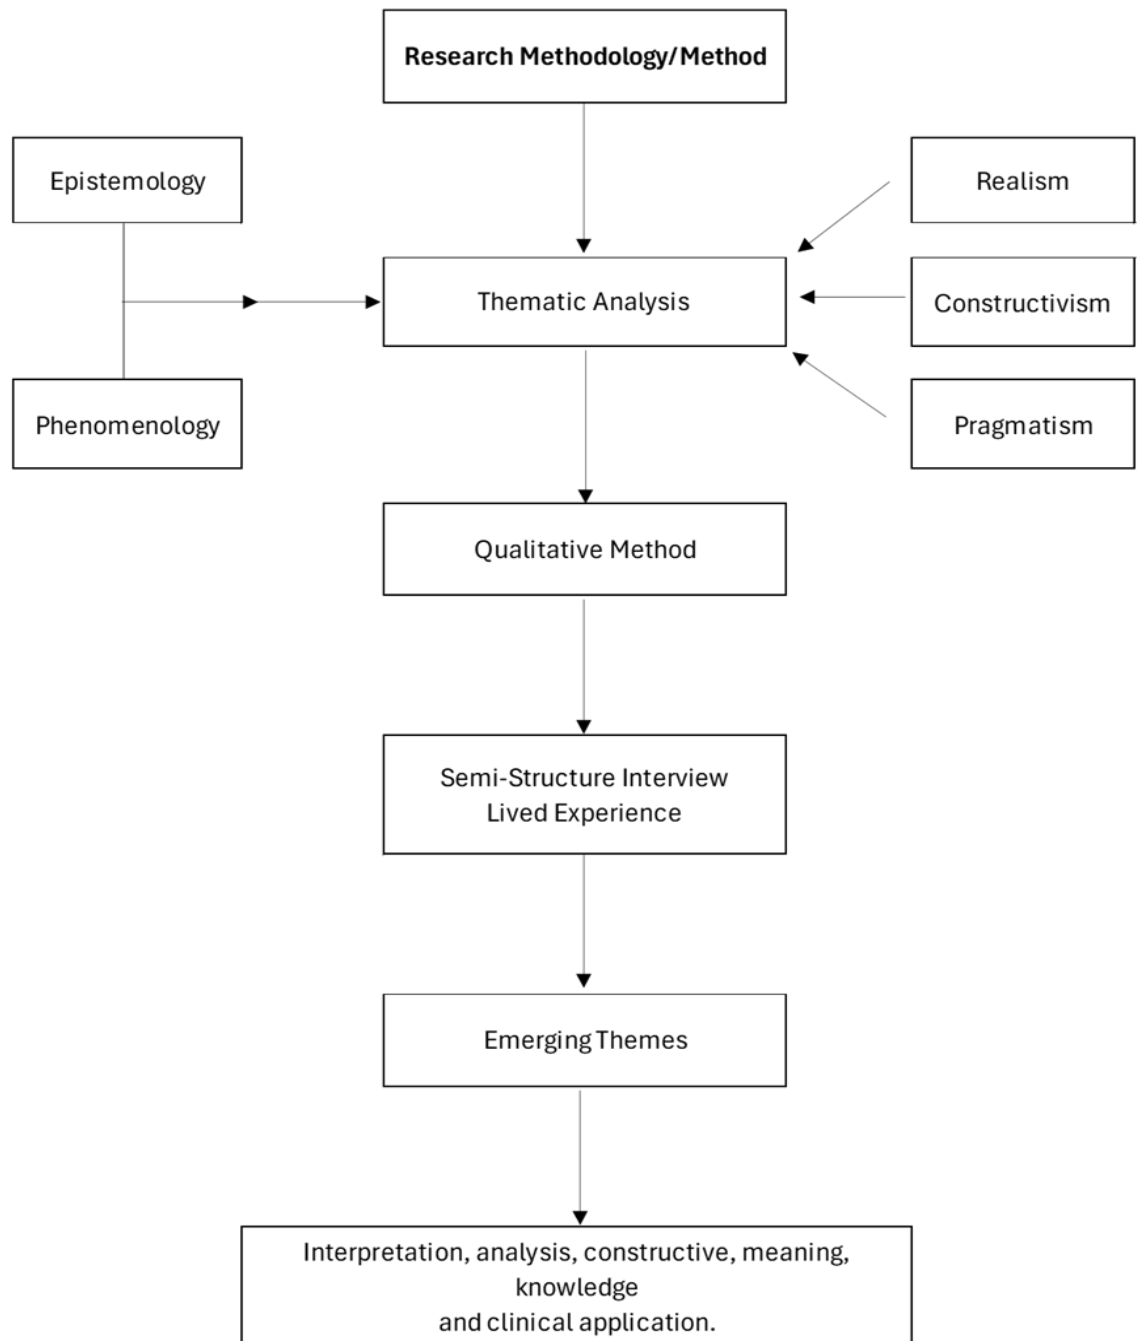 Research Methodology/Method
Epistemology
Realism
Thematic Analysis
Constructivism
Phenomenology
Pragmatism
Qualitative Method
Semi-Structure Interview
Lived Experience
Emerging Themes
Interpretation, analysis, constructive, meaning,
knowledge
and clinical application.